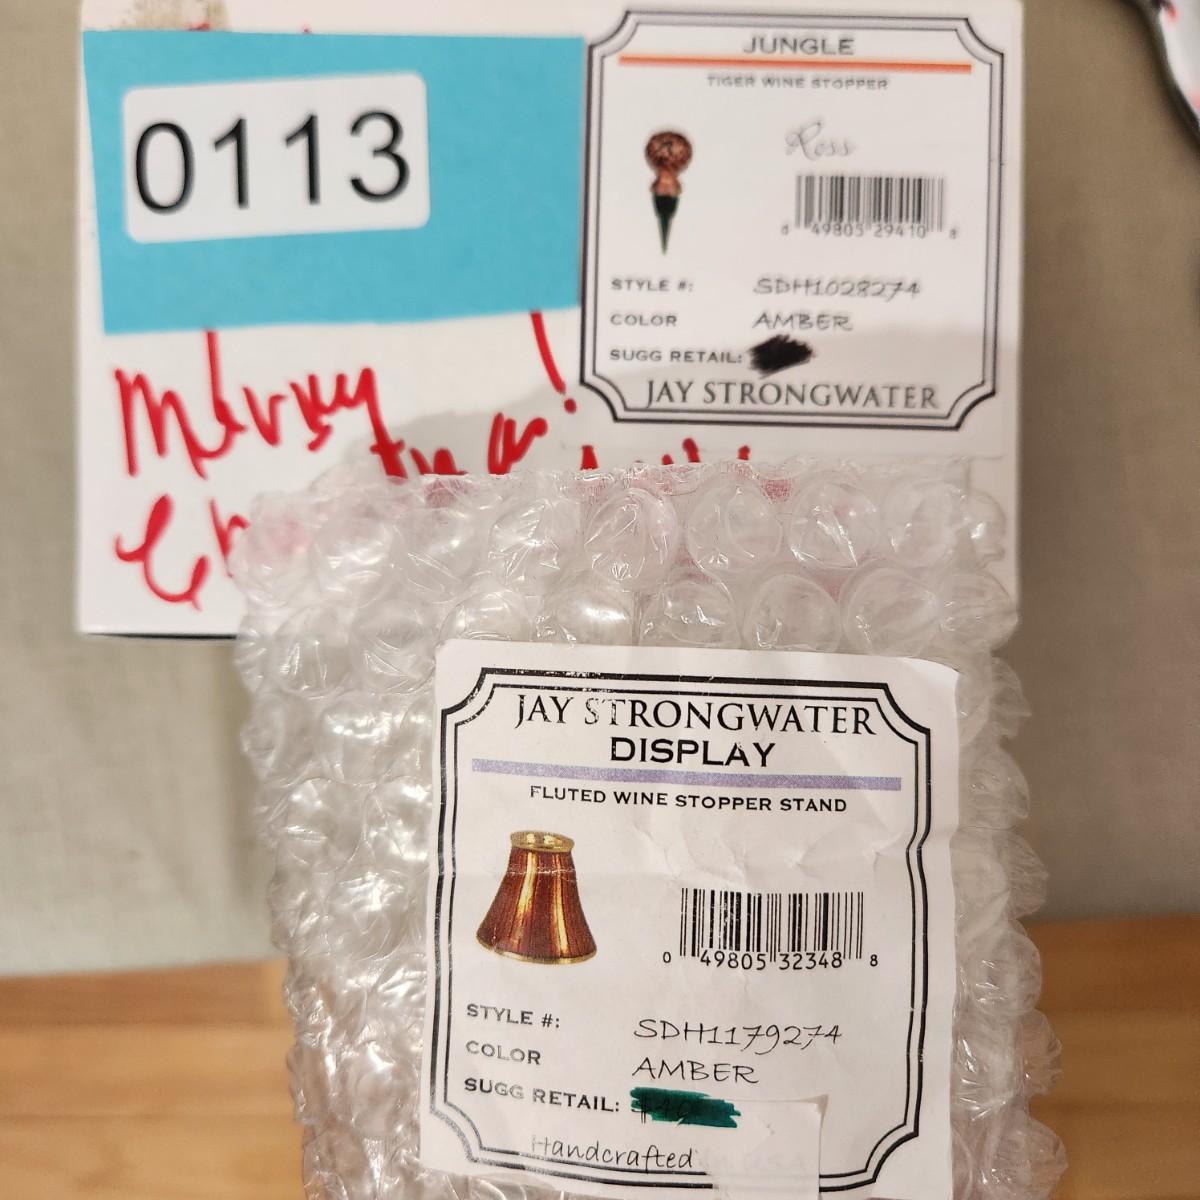 0113
JUNGLE
TIGER WINE STOPPER
Ross
49805 29410 8
STYLE #: SDH1028274
COLOR AMBER
SUGG RETAIL:
JAY STRONGWATER
Merry
JAY STRONGWATER
DISPLAY
FLUTED WINE STOPPER STAND
0 49805 32348 8
STYLE #: SDH1179274
COLOR AMBER
SUGG RETAIL:
Handcrafted